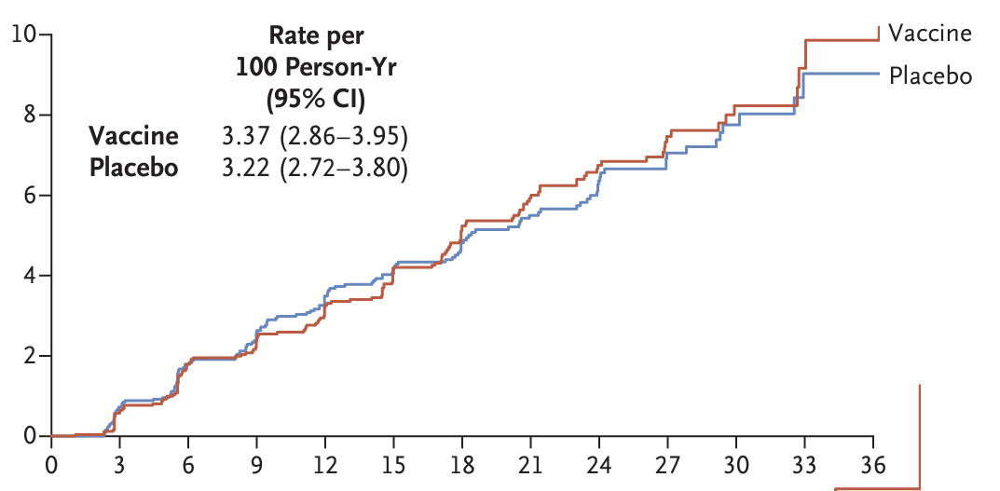 10
Rate per
100 Person-Yr
(95% CI)
Vaccine 3.37 (2.86–3.95)
Placebo 3.22 (2.72–3.80)
Vaccine
Placebo
8
6
4
2
0
0 3 6 9 12 15 18 21 24 27 30 33 36